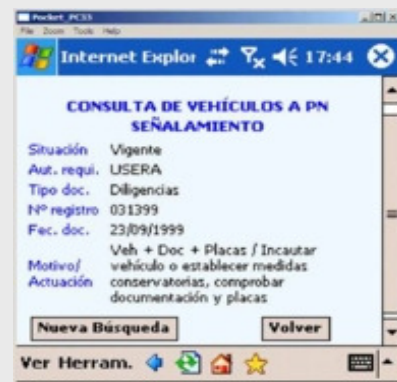 Pocket_PC33
File Zoom Tools Help
Internet Explor 17:44
CONSULTA DE VEHÍCULOS A PN
SEÑALAMIENTO
Situación Vigente
Aut. requi. USERA
Tipo doc. Diligencias
Nº registro 031399
Fec. doc. 23/09/1999
Veh + Doc + Placas / Incautar
Motivo/ vehículo o establecer medidas
Actuación conservatorias, comprobar
documentación y placas
Nueva Búsqueda Volver
Ver Herram.